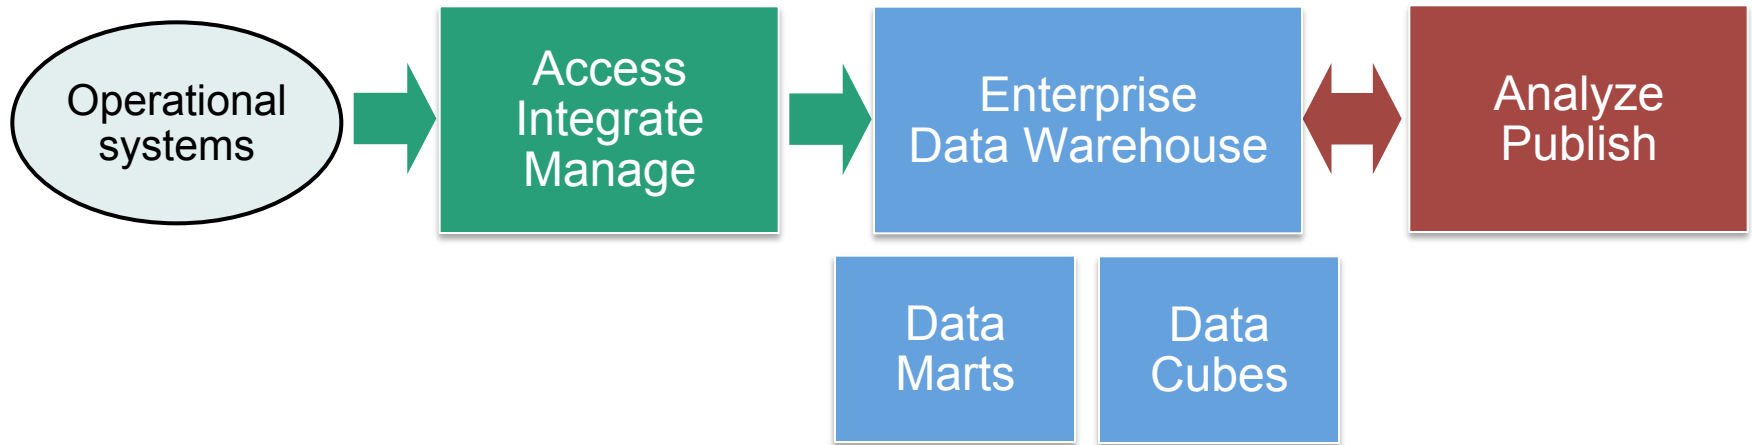 Operational
systems
Access
Integrate
Manage
Enterprise
Data Warehouse
Analyze
Publish
Data
Marts
Data
Cubes